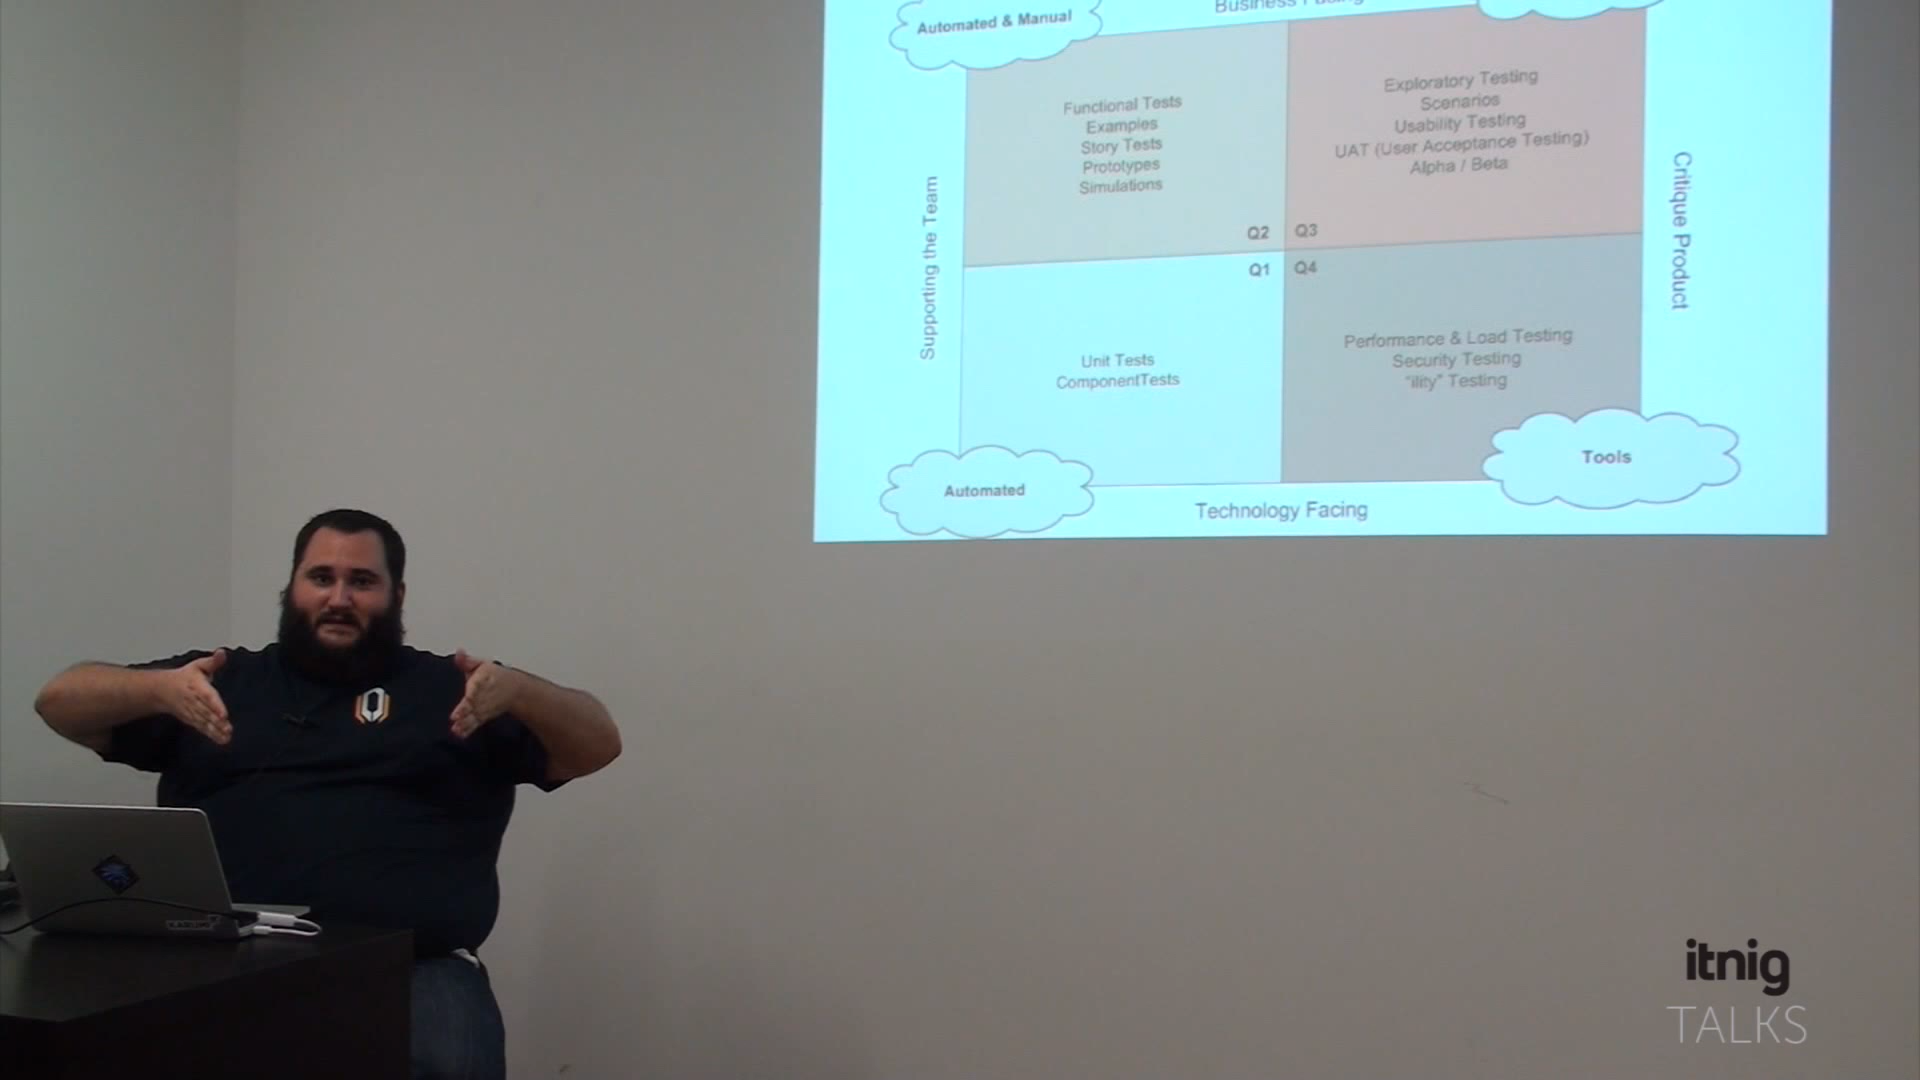 Automated & Manual
Business Facing
Functional Tests
Examples
Story Tests
Prototypes
Simulations
Q2
Exploratory Testing
Scenarios
Usability Testing
UAT (User Acceptance Testing)
Alpha / Beta
Q3
Supporting the Team
Critique Product
Q1
Unit Tests
ComponentTests
Q4
Performance & Load Testing
Security Testing
"ility" Testing
Automated
Tools
Technology Facing
itnig
TALKS